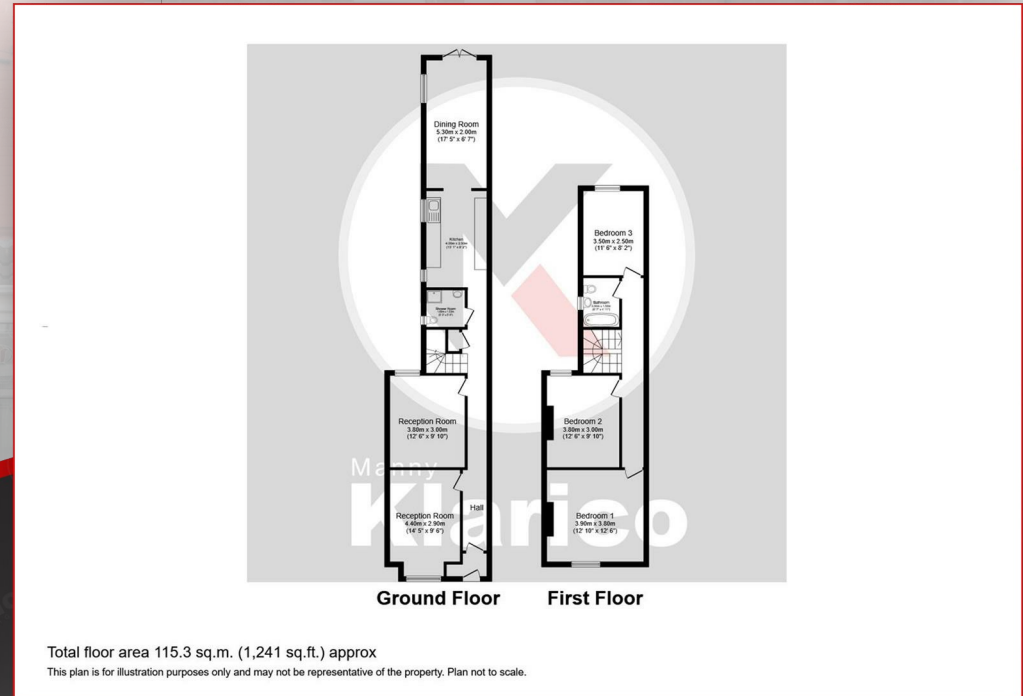 Dining Room
5.30m x 2.00m
(17' 5" x 6' 7")
Kitchen
Shower Room
Reception Room
3.80m x 3.00m
(12' 6" x 9' 10")
Reception Room
4.40m x 2.90m
(14' 5" x 9' 6")
Hall
Bedroom 3
3.50m x 2.50m
(11' 6" x 8' 2")
Bathroom
Bedroom 2
3.80m x 3.00m
(12' 6" x 9' 10")
Bedroom 1
3.90m x 3.80m
(12' 10" x 12' 6")
Manny
Klarico
Ground Floor
First Floor
Total floor area 115.3 sq.m. (1,241 sq.ft.) approx
This plan is for illustration purposes only and may not be representative of the property. Plan not to scale.